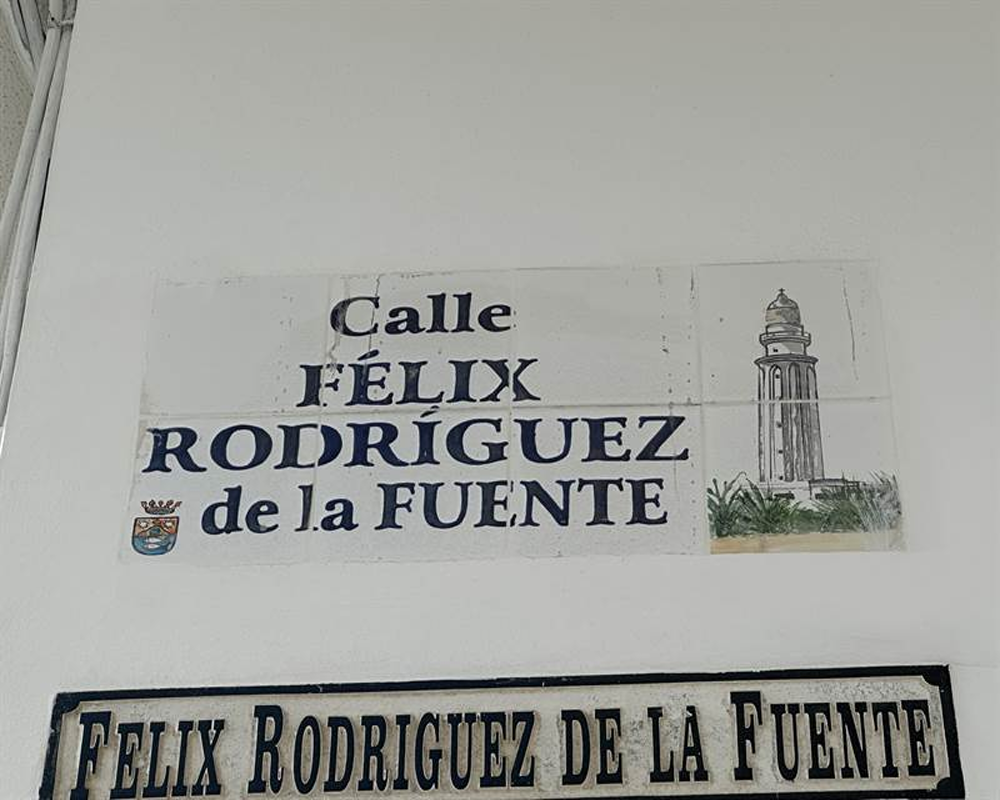 Calle
FÉLIX
RODRÍGUEZ
de la FUENTE
FELIX RODRIGUEZ DE LA FUENTE